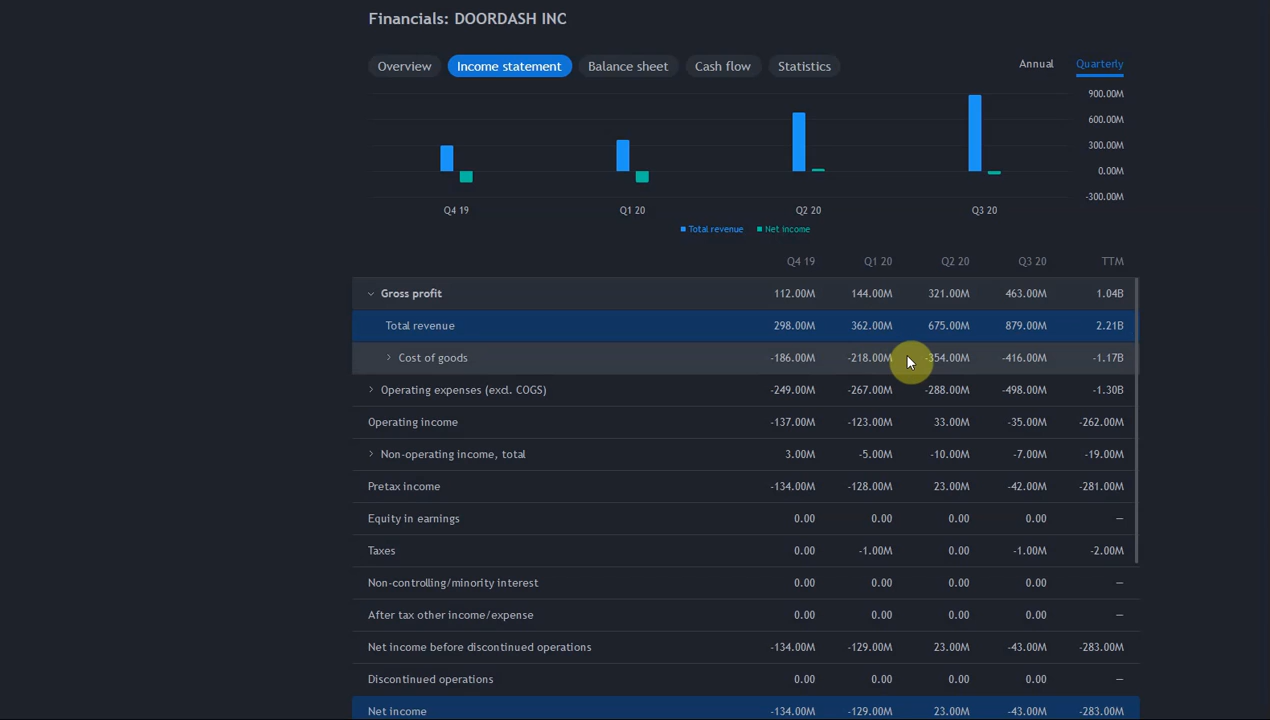 Financials: DOORDASH INC
Overview Income statement Balance sheet Cash flow Statistics Annual Quarterly
900.00M
600.00M
300.00M
0.00M
-300.00M
Q4 19 Q1 20 Q2 20 Q3 20
Total revenue Net income
Q4 19 Q1 20 Q2 20 Q3 20 TTM
Gross profit 112.00M 144.00M 321.00M 463.00M 1.04B
Total revenue 298.00M 362.00M 675.00M 879.00M 2.21B
Cost of goods -186.00M -218.00M -354.00M -416.00M -1.17B
Operating expenses (excl. COGS) -249.00M -267.00M -288.00M -498.00M -1.30B
Operating income -137.00M -123.00M 33.00M -35.00M -262.00M
Non-operating income, total 3.00M -5.00M -10.00M -7.00M -19.00M
Pretax income -134.00M -128.00M 23.00M -42.00M -281.00M
Equity in earnings 0.00 0.00 0.00 0.00 —
Taxes 0.00 -1.00M 0.00 -1.00M -2.00M
Non-controlling/minority interest 0.00 0.00 0.00 0.00 —
After tax other income/expense 0.00 0.00 0.00 0.00 —
Net income before discontinued operations -134.00M -129.00M 23.00M -43.00M -283.00M
Discontinued operations 0.00 0.00 0.00 0.00 —
Net income -134.00M -129.00M 23.00M -43.00M -283.00M